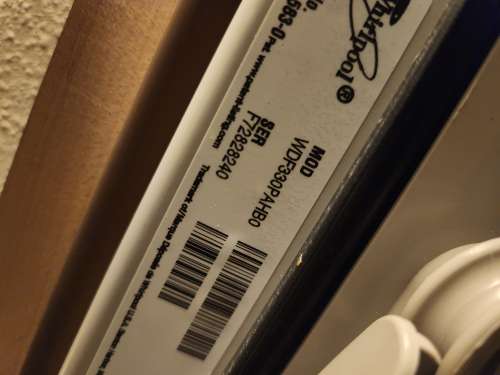 Whirlpool®
MOD
WDF330PAHB0
SER
F72828240
Trademark of/Marque Déposée de Whirlpool, U.S.A.